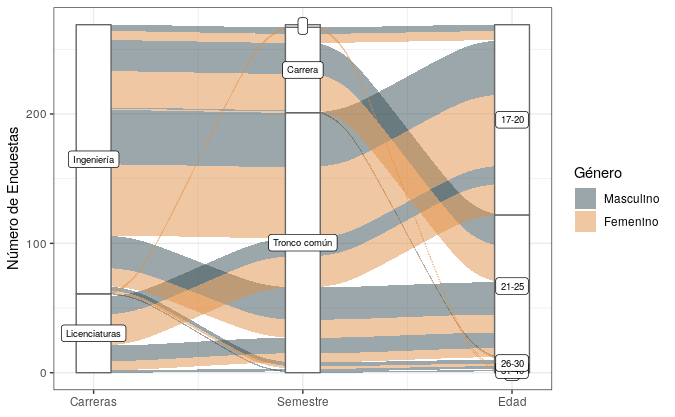 Número de Encuestas
200
100
0
Ingeniería
Licenciaturas
Carrera
Tronco común
17-20
21-25
26-30
Carreras
Semestre
Edad
Género
Masculino
Femenino